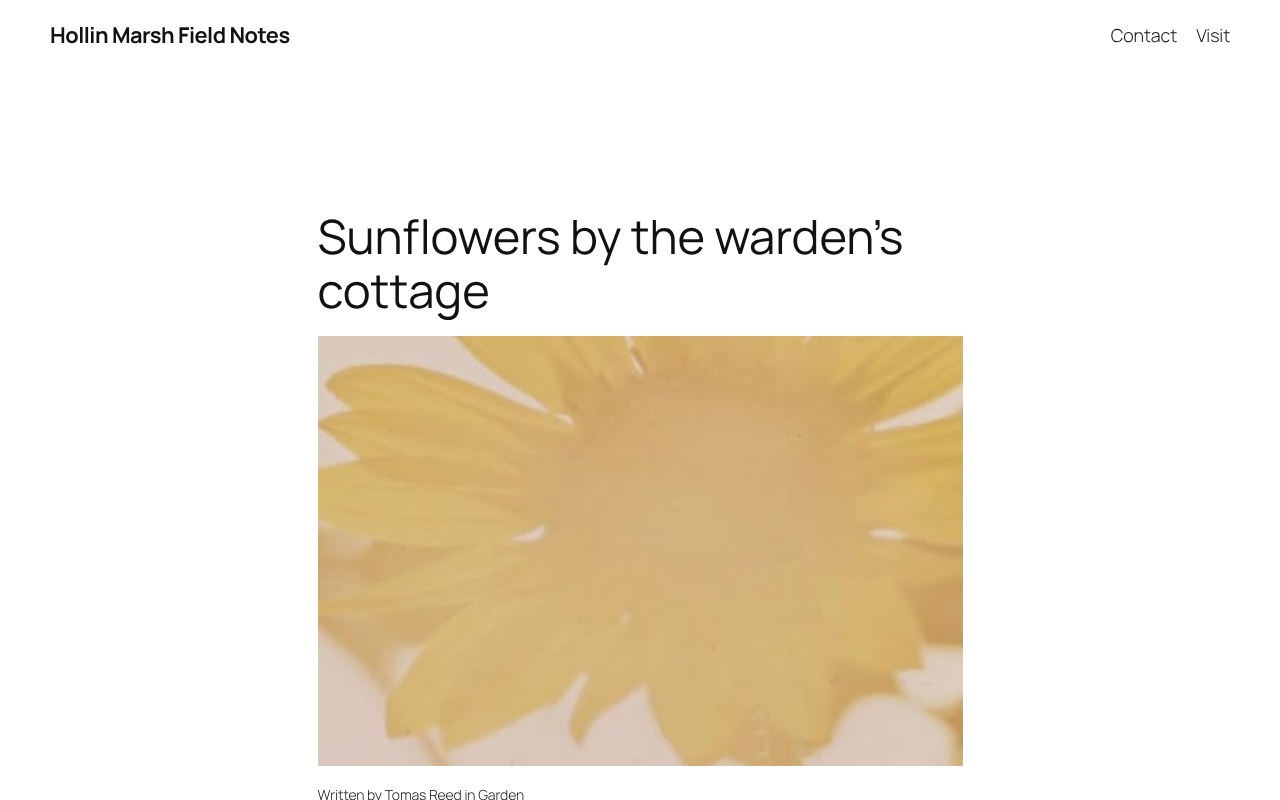 Hollin Marsh Field Notes
Contact Visit
Sunflowers by the warden’s
cottage
Written by Tomas Reed in Garden